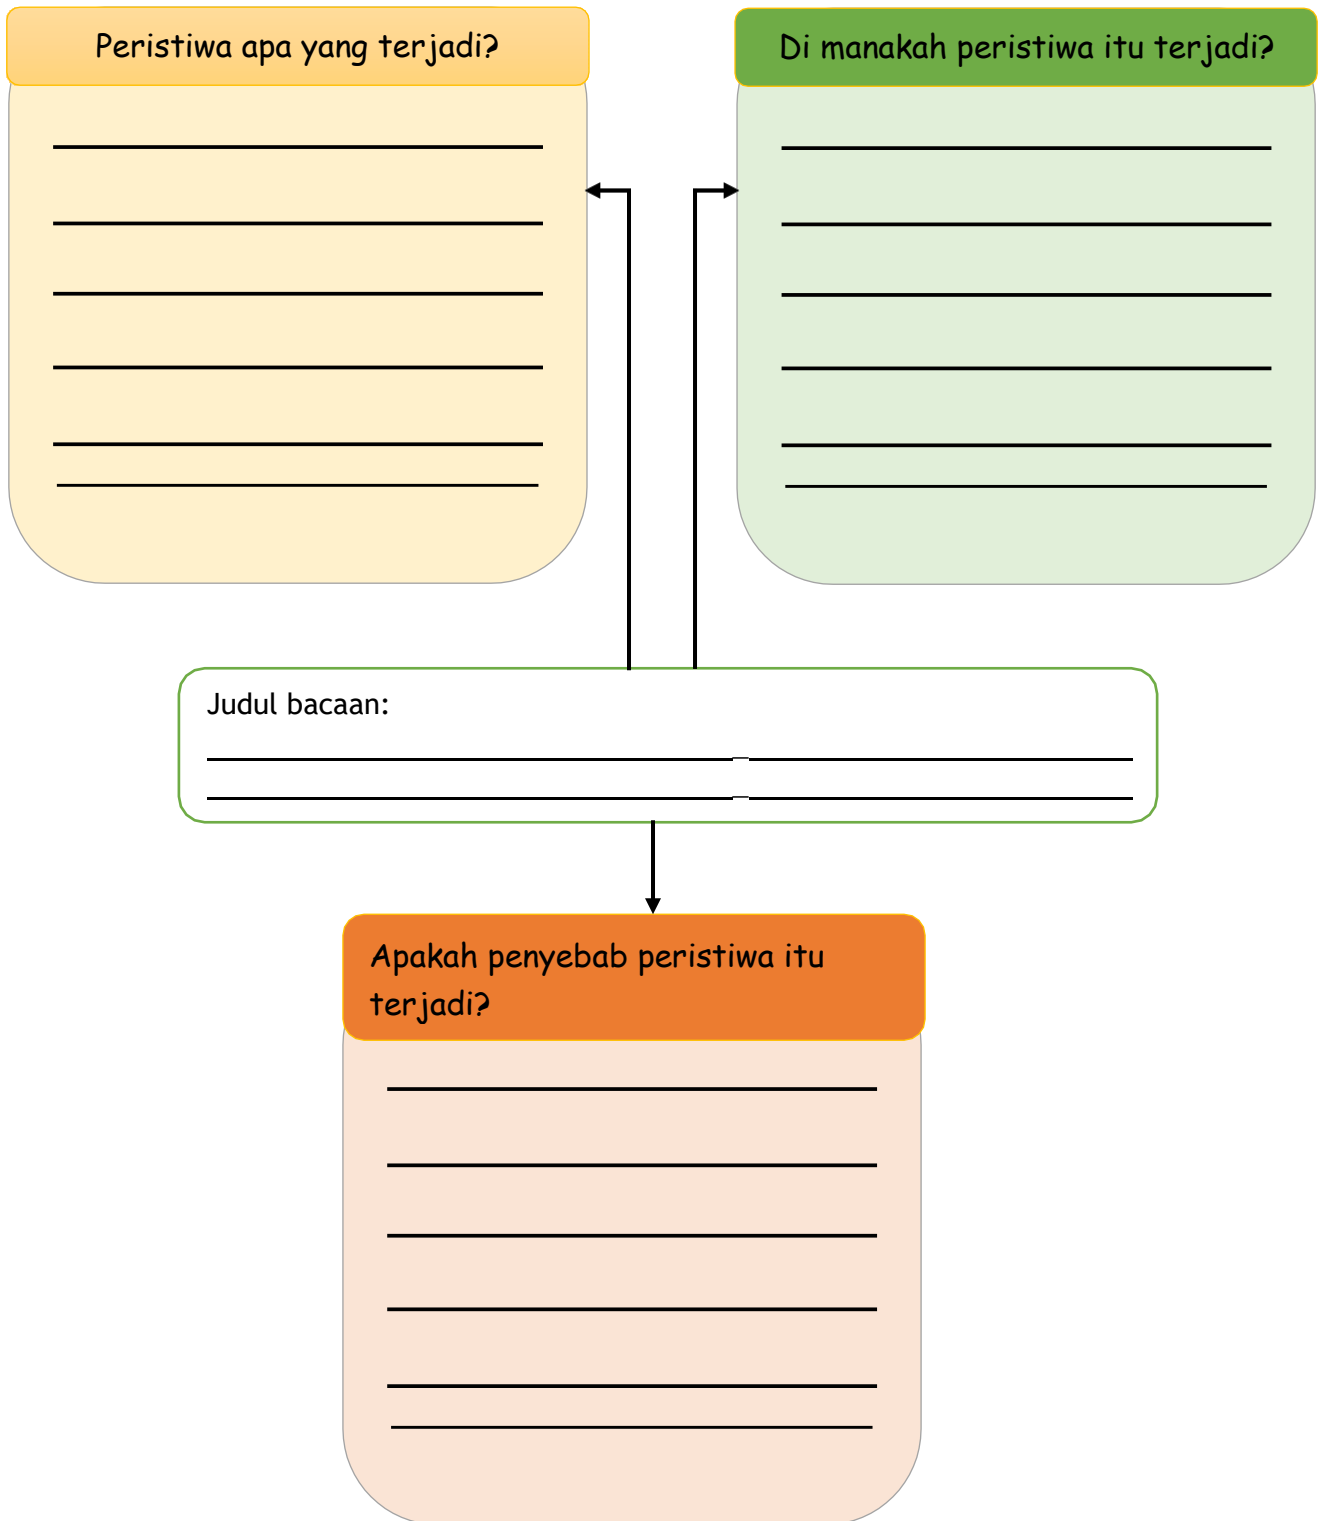 Peristiwa apa yang terjadi?
Di manakah peristiwa itu terjadi?
Judul bacaan:
Apakah penyebab peristiwa itu
terjadi?